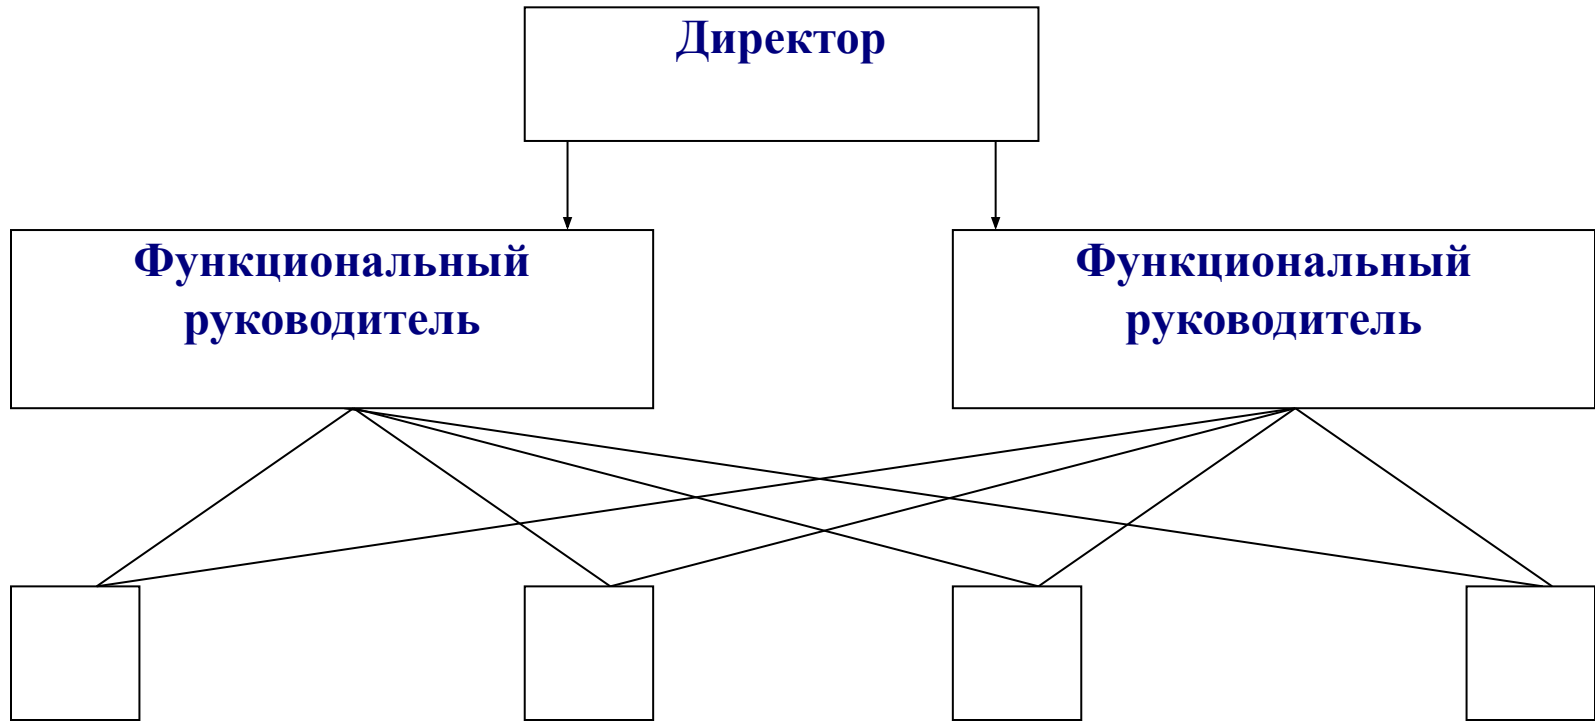 Директор
Функциональный
руководитель
Функциональный
руководитель